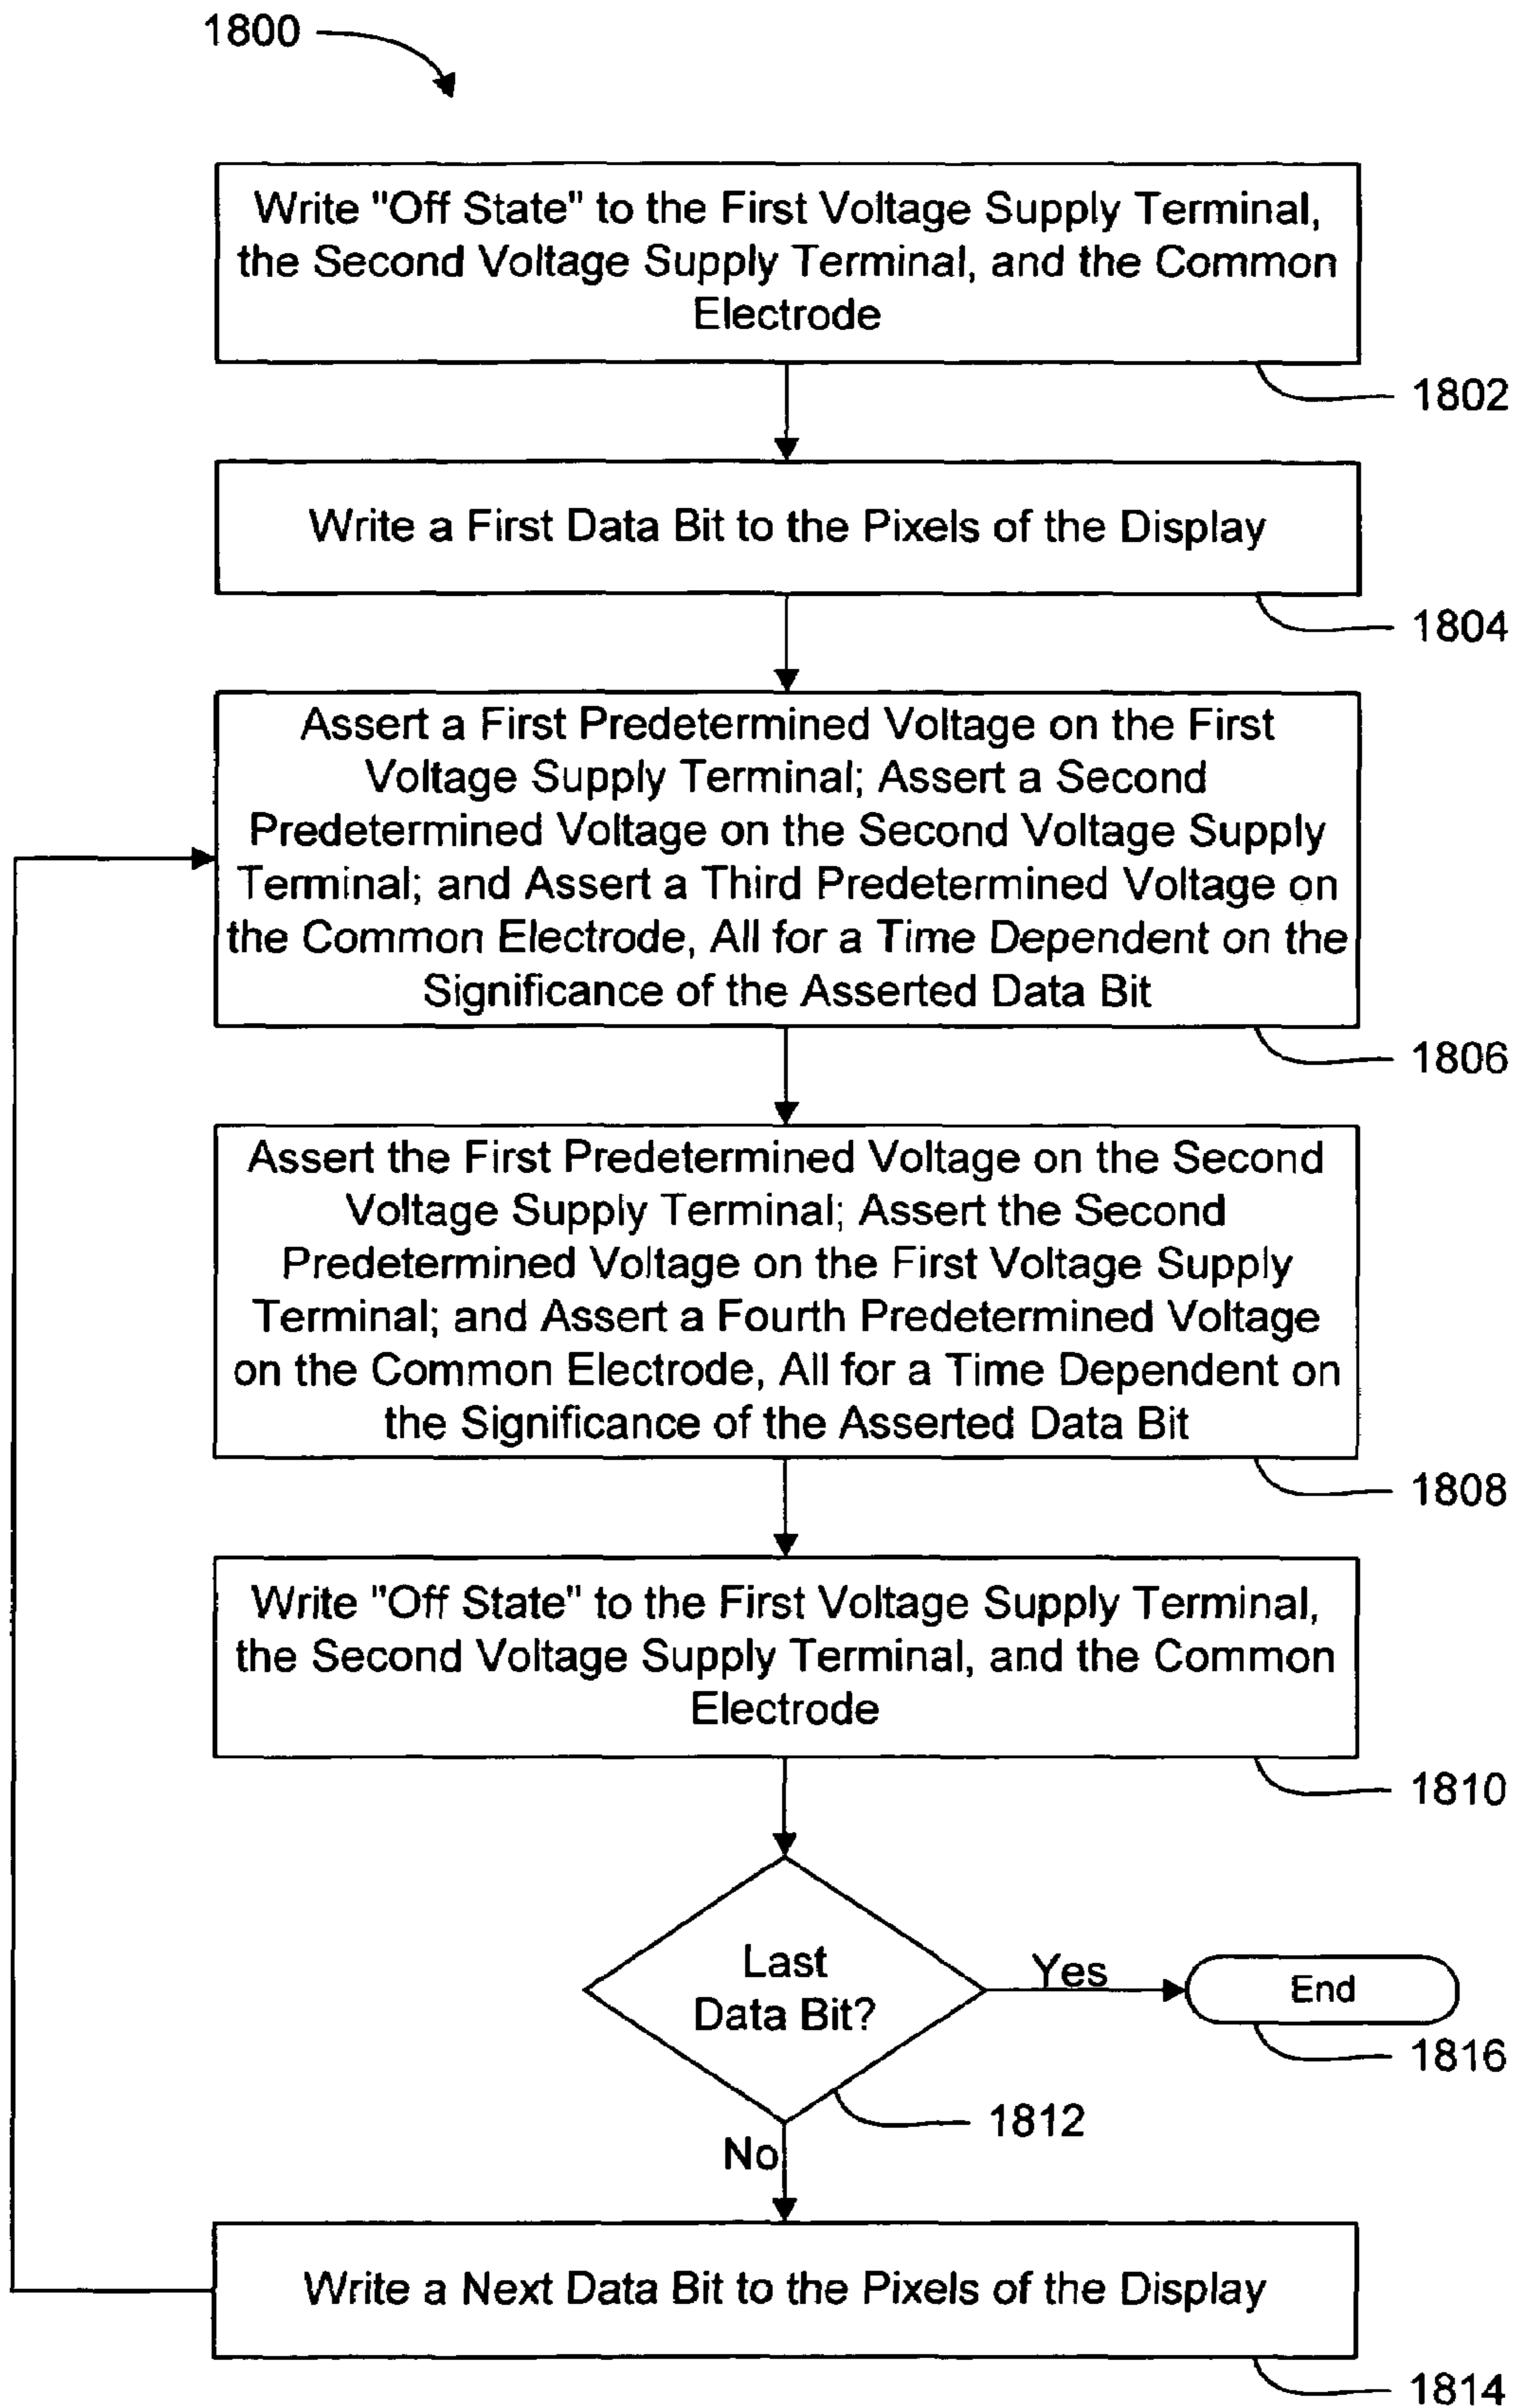 1800
Write "Off State" to the First Voltage Supply Terminal,
the Second Voltage Supply Terminal, and the Common
Electrode
1802
Write a First Data Bit to the Pixels of the Display
1804
Assert a First Predetermined Voltage on the First
Voltage Supply Terminal; Assert a Second
Predetermined Voltage on the Second Voltage Supply
Terminal; and Assert a Third Predetermined Voltage on
the Common Electrode, All for a Time Dependent on the
Significance of the Asserted Data Bit
1806
Assert the First Predetermined Voltage on the Second
Voltage Supply Terminal; Assert the Second
Predetermined Voltage on the First Voltage Supply
Terminal; and Assert a Fourth Predetermined Voltage
on the Common Electrode, All for a Time Dependent on
the Significance of the Asserted Data Bit
1808
Write "Off State" to the First Voltage Supply Terminal,
the Second Voltage Supply Terminal, and the Common
Electrode
1810
Last
Data Bit?
Yes
End
1816
1812
No
Write a Next Data Bit to the Pixels of the Display
1814